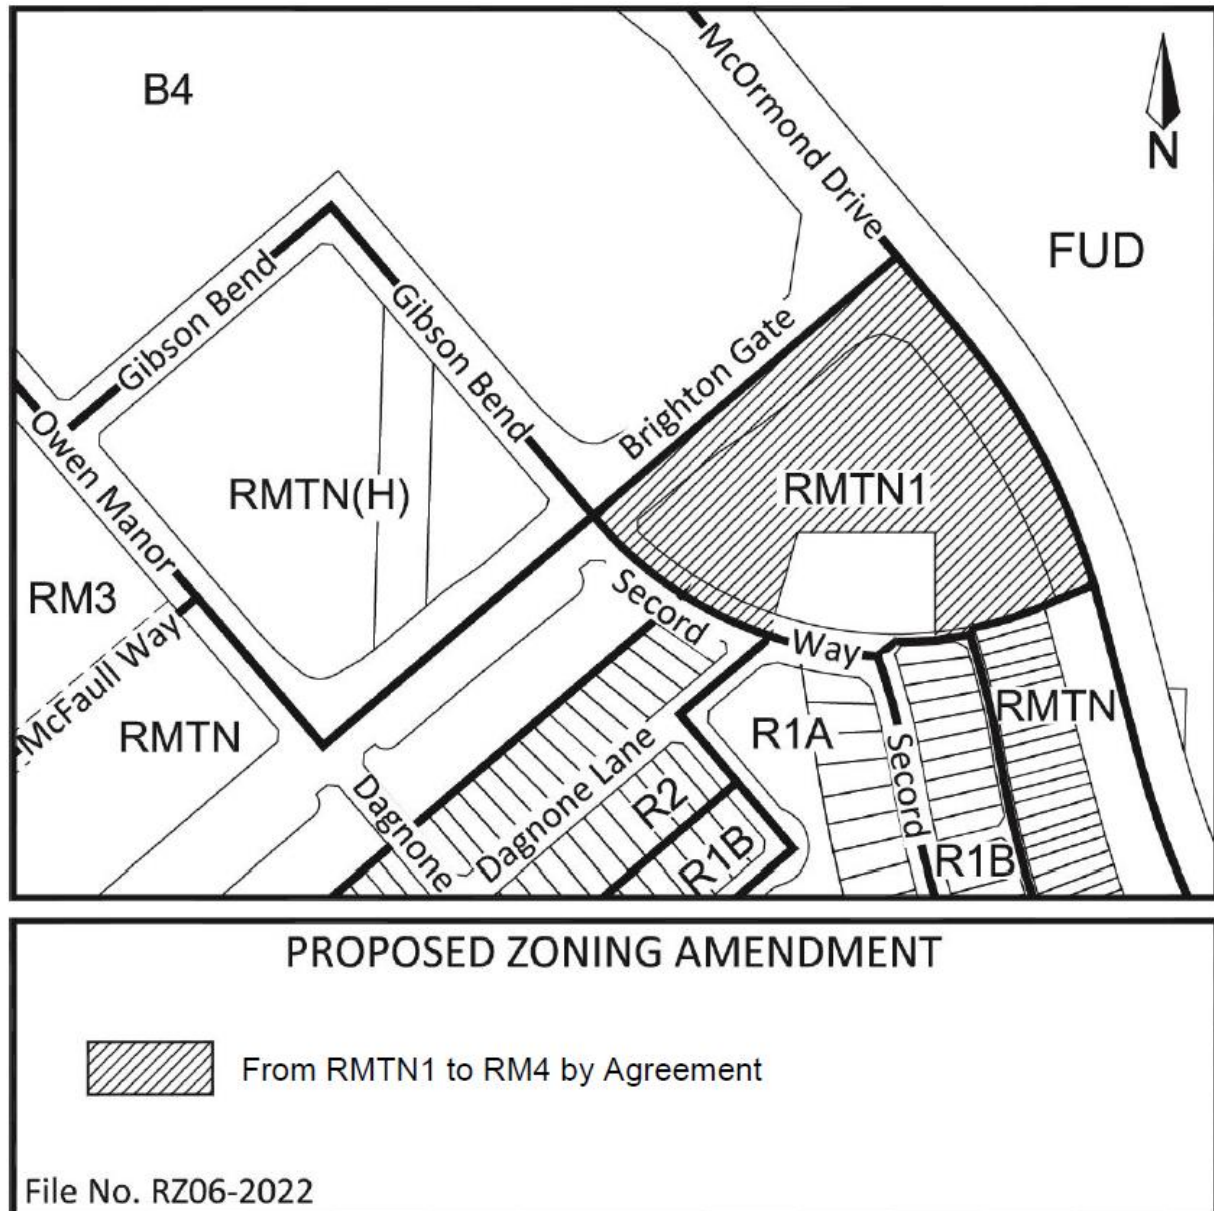 B4
McOrmond Drive
N
FUD
Gibson Bend
Gibson Bend
Brighton Gate
Owen Manor
RMTN(H)
RMTN1
RM3
Second
Way
McFaull Way
RMTN
RMTN
R1A
Dagnone
Dagnone Lane
R2
Second
R1B
R1B
PROPOSED ZONING AMENDMENT
From RMTN1 to RM4 by Agreement
File No. RZ06-2022